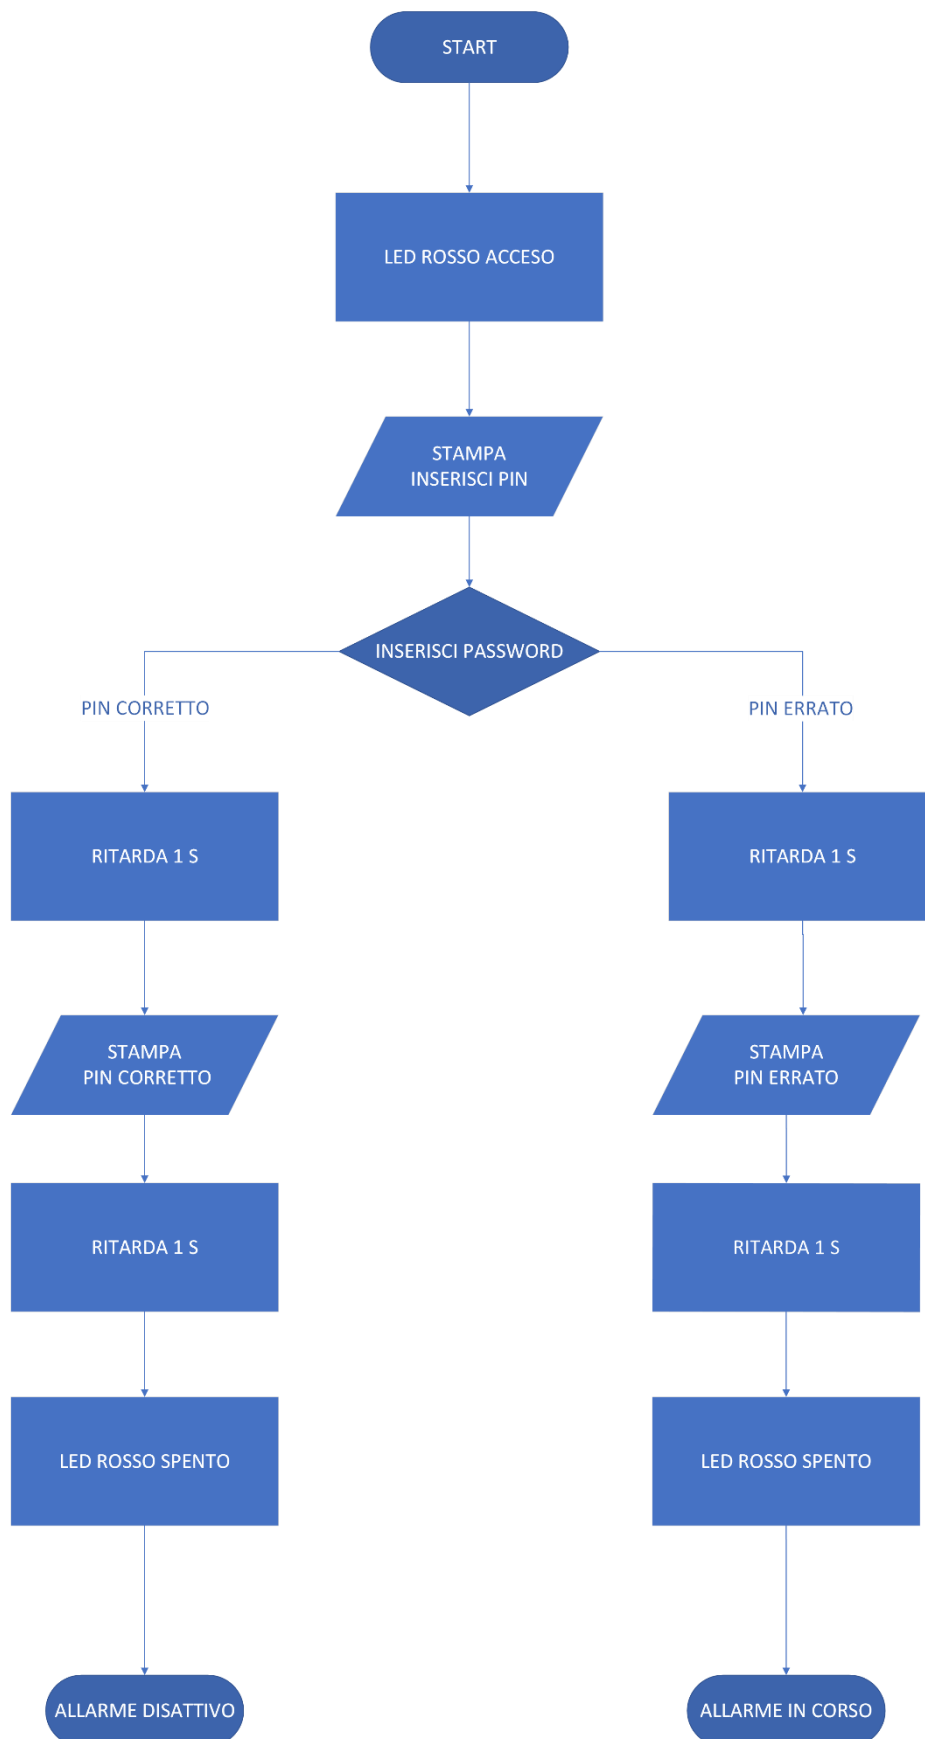 START
LED ROSSO ACCESO
STAMPA
INSERISCI PIN
INSERISCI PASSWORD
PIN CORRETTO
PIN ERRATO
RITARDA 1 S
RITARDA 1 S
STAMPA
PIN CORRETTO
STAMPA
PIN ERRATO
RITARDA 1 S
RITARDA 1 S
LED ROSSO SPENTO
LED ROSSO SPENTO
ALLARME DISATTIVO
ALLARME IN CORSO